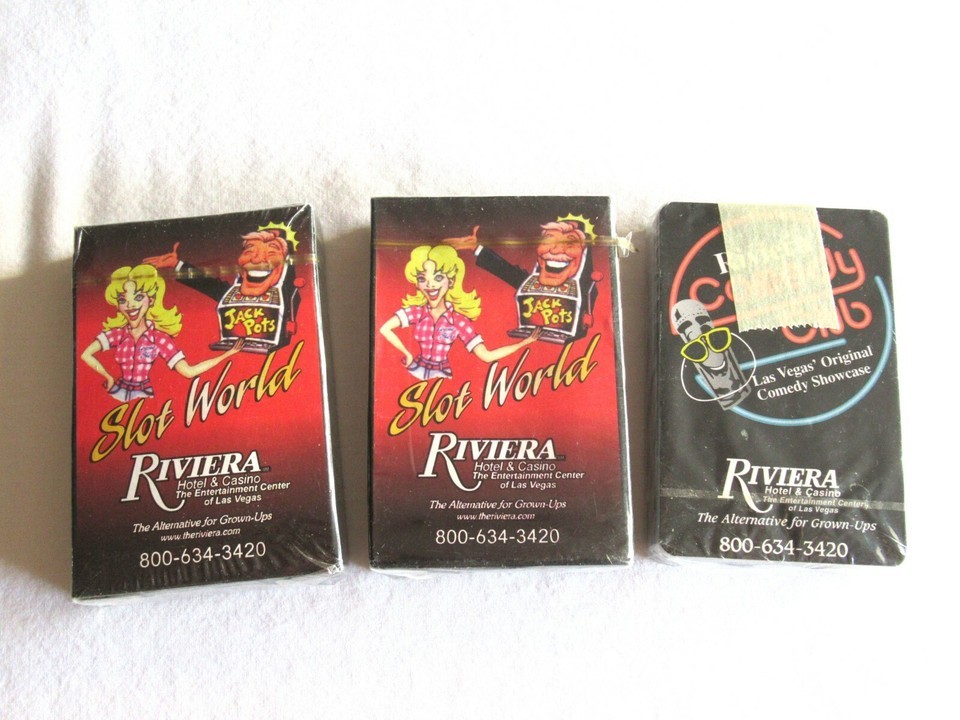 JACK
POTS
Slot World
RIVIERA
Hotel & Casino
The Entertainment Center
of Las Vegas
The Alternative for Grown-Ups
www.theriviera.com
800-634-3420
JACK
POTS
Slot World
RIVIERA
Hotel & Casino
The Entertainment Center
of Las Vegas
The Alternative for Grown-Ups
www.theriviera.com
800-634-3420
Comedy
Club
Las Vegas' Original
Comedy Showcase
RIVIERA
Hotel & Casino
The Entertainment Center
of Las Vegas
The Alternative for Grown-Ups
800-634-3420